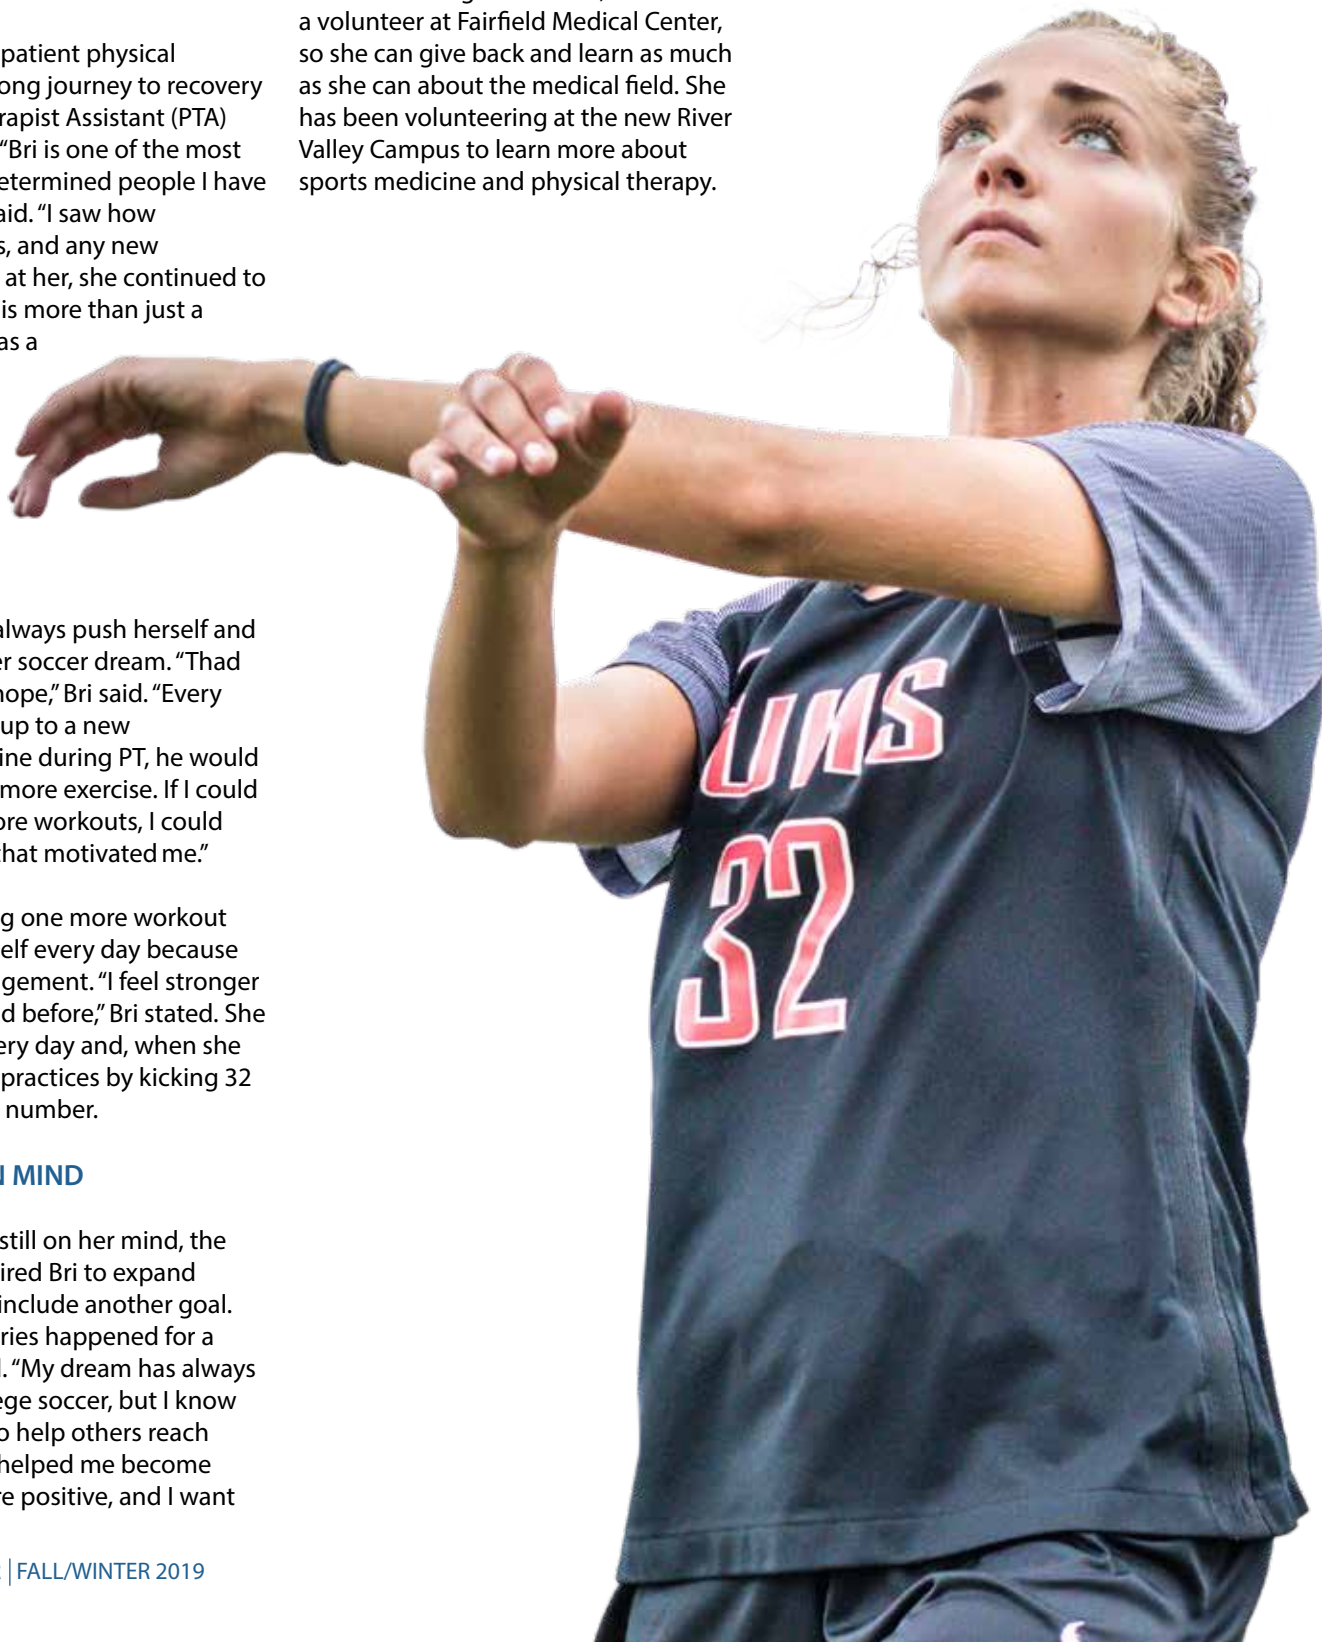 patient physical
ong journey to recovery
rapist Assistant (PTA)
“Bri is one of the most
etermined people I have
aid. “I saw how
s, and any new
at her, she continued to
is more than just a
as a
always push herself and
er soccer dream. “Thad
hope,” Bri said. “Every
up to a new
ine during PT, he would
more exercise. If I could
ore workouts, I could
that motivated me.”
g one more workout
elf every day because
gement. “I feel stronger
d before,” Bri stated. She
ery day and, when she
practices by kicking 32
number.
N MIND
still on her mind, the
ired Bri to expand
include another goal.
ries happened for a
. “My dream has always
ege soccer, but I know
o help others reach
helped me become
re positive, and I want
| FALL/WINTER 2019
a volunteer at Fairfield Medical Center,
so she can give back and learn as much
as she can about the medical field. She
has been volunteering at the new River
Valley Campus to learn more about
sports medicine and physical therapy.
32